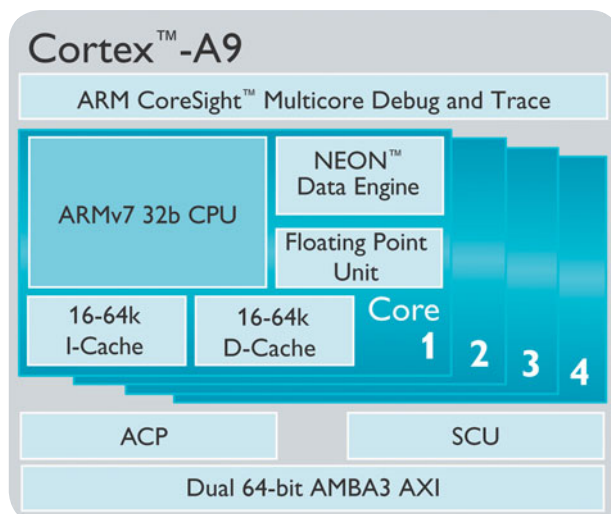 Cortex™-A9
ARM CoreSight™ Multicore Debug and Trace
ARMv7 32b CPU
NEON™
Data Engine
Floating Point
Unit
16-64k
I-Cache
16-64k
D-Cache
Core
1
2
3
4
ACP
SCU
Dual 64-bit AMBA3 AXI